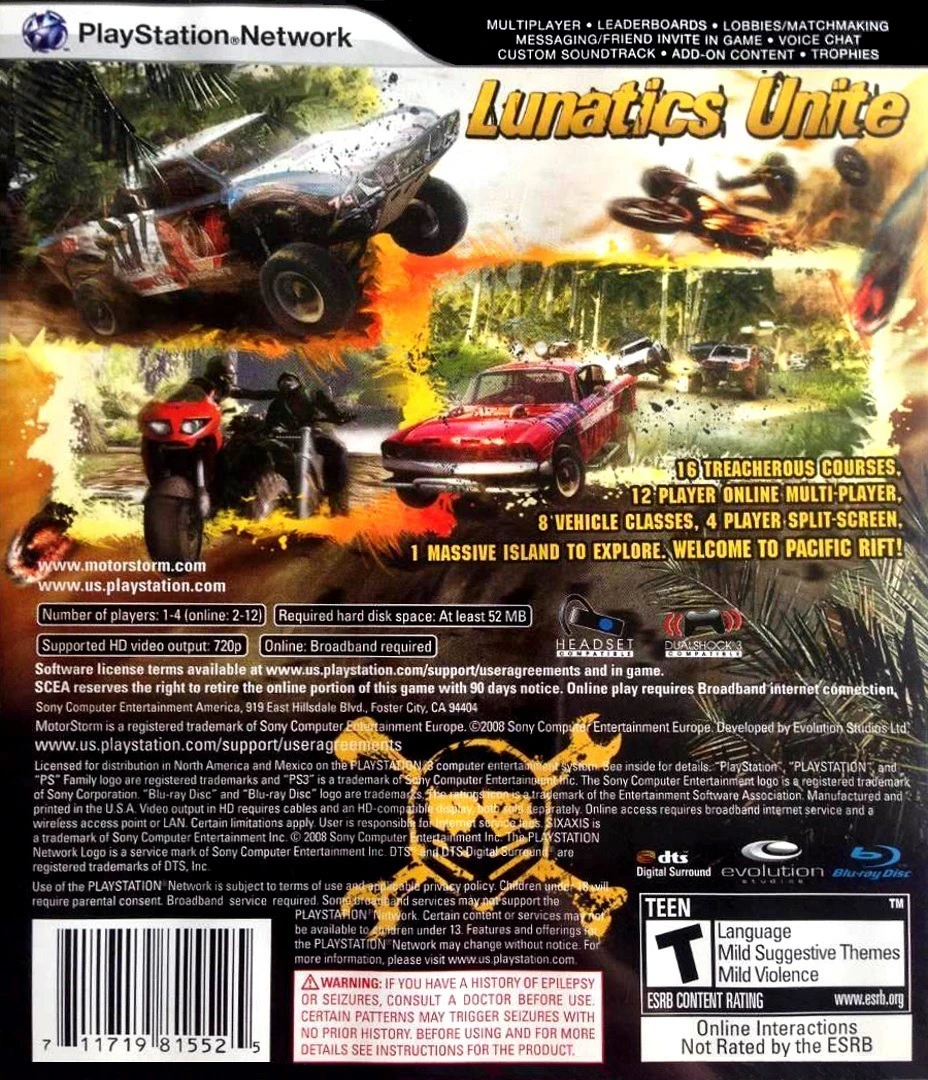 PlayStation®Network
MULTIPLAYER • LEADERBOARDS • LOBBIES/MATCHMAKING
MESSAGING/FRIEND INVITE IN GAME • VOICE CHAT
CUSTOM SOUNDTRACK • ADD-ON CONTENT • TROPHIES
Lunatics Unite
16 TREACHEROUS COURSES,
12 PLAYER ONLINE MULTI-PLAYER,
8 VEHICLE CLASSES, 4 PLAYER SPLIT-SCREEN,
1 MASSIVE ISLAND TO EXPLORE. WELCOME TO PACIFIC RIFT!
www.motorstorm.com
www.us.playstation.com
Number of players: 1-4 (online: 2-12)
Required hard disk space: At least 52 MB
Supported HD video output: 720p
Online: Broadband required
HEADSET
COMPATIBLE
DUALSHOCK®3
COMPATIBLE
Software license terms available at www.us.playstation.com/support/useragreements and in game.
SCEA reserves the right to retire the online portion of this game with 90 days notice. Online play requires Broadband internet connection.
Sony Computer Entertainment America, 919 East Hillsdale Blvd., Foster City, CA 94404
MotorStorm is a registered trademark of Sony Computer Entertainment Europe. ©2008 Sony Computer Entertainment Europe. Developed by Evolution Studios Ltd.
www.us.playstation.com/support/useragreements
Licensed for distribution in North America and Mexico on the PLAYSTATION®3 computer entertainment system. See inside for details. "PlayStation", "PLAYSTATION", and
"PS" Family logo are registered trademarks and "PS3" is a trademark of Sony Computer Entertainment Inc. The Sony Computer Entertainment logo is a registered trademark
of Sony Corporation. "Blu-ray Disc" and "Blu-ray Disc" logo are trademarks. The ratings icon is a trademark of the Entertainment Software Association. Manufactured and
printed in the U.S.A. Video output in HD requires cables and an HD-compatible display, both sold separately. Online access requires broadband internet service and a
wireless access point or LAN. Certain limitations apply. User is responsible for Internet service fees. SIXAXIS is
a trademark of Sony Computer Entertainment Inc. © 2008 Sony Computer Entertainment Inc. The PLAYSTATION
Network Logo is a service mark of Sony Computer Entertainment Inc. DTS and DTS Digital Surround are
registered trademarks of DTS, Inc.
Use of the PLAYSTATION®Network is subject to terms of use and applicable privacy policy. Children under 18 will
require parental consent. Broadband service required. Some broadband services may not support the
PLAYSTATION®Network. Certain content or services may not
be available to children under 13. Features and offerings for
the PLAYSTATION®Network may change without notice. For
more information, please visit www.us.playstation.com.
dts
Digital Surround
evolution
studios
Blu-ray Disc
TEEN
TM
T
Language
Mild Suggestive Themes
Mild Violence
ESRB CONTENT RATING
www.esrb.org
Online Interactions
Not Rated by the ESRB
WARNING: IF YOU HAVE A HISTORY OF EPILEPSY
OR SEIZURES, CONSULT A DOCTOR BEFORE USE.
CERTAIN PATTERNS MAY TRIGGER SEIZURES WITH
NO PRIOR HISTORY. BEFORE USING AND FOR MORE
DETAILS SEE INSTRUCTIONS FOR THE PRODUCT.
7 11719 81552 5